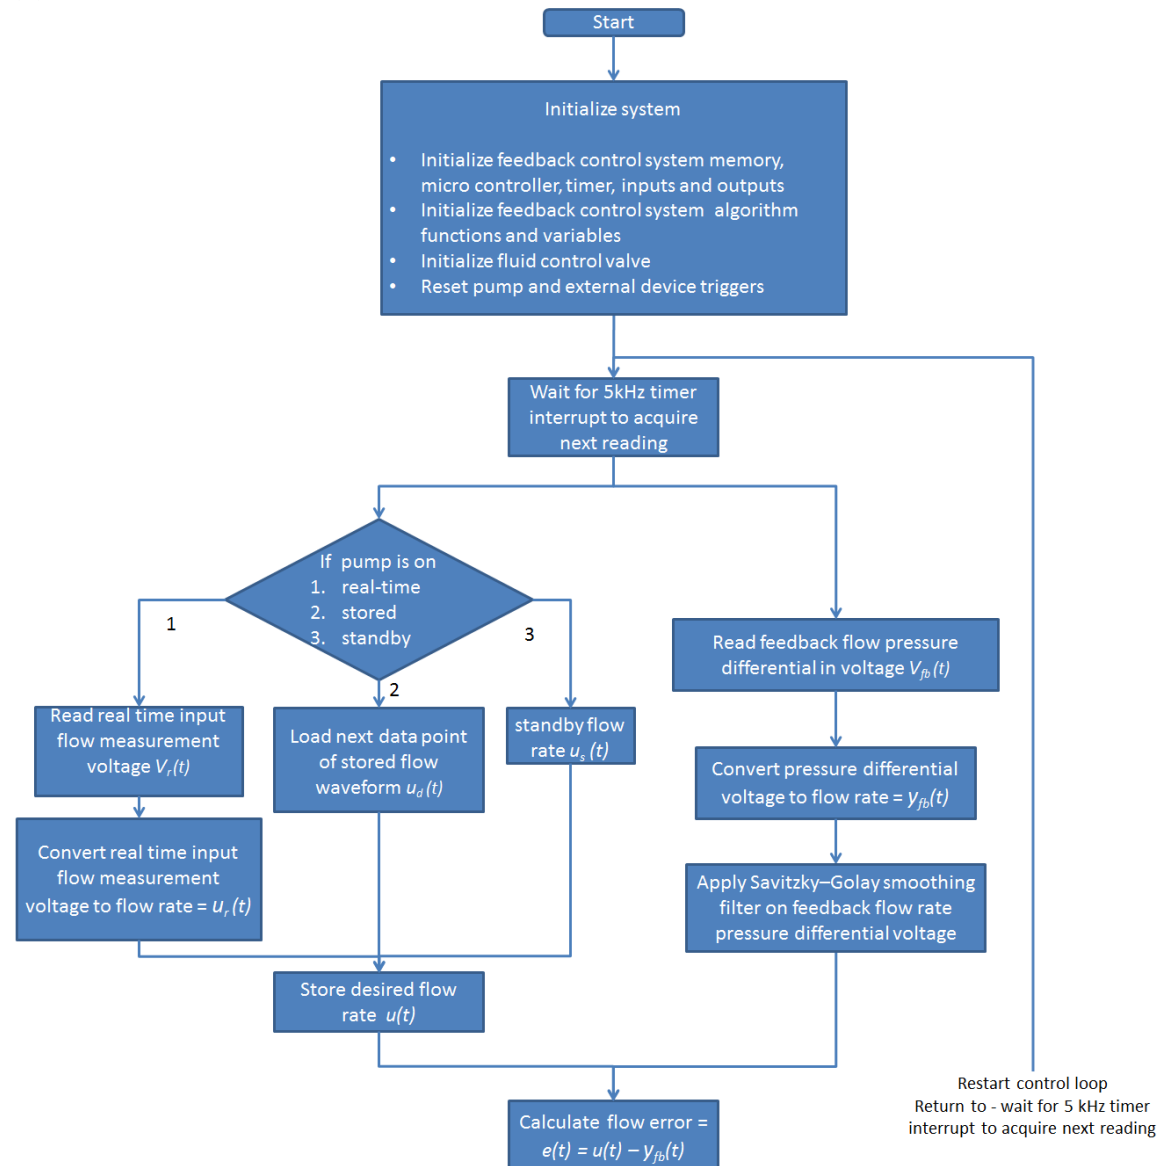 Start
Initialize system
• Initialize feedback control system memory,
micro controller, timer, inputs and outputs
• Initialize feedback control system algorithm
functions and variables
• Initialize fluid control valve
• Reset pump and external device triggers
Wait for 5kHz timer
interrupt to acquire
next reading
If pump is on
1. real-time
2. stored
3. standby
1
2
3
Read real time input
flow measurement
voltage Vr(t)
Convert real time input
flow measurement
voltage to flow rate = ur(t)
Load next data point
of stored flow
waveform ud(t)
standby flow
rate us (t)
Store desired flow
rate u(t)
Read feedback flow pressure
differential in voltage Vfb(t)
Convert pressure differential
voltage to flow rate = yfb(t)
Apply Savitzky–Golay smoothing
filter on feedback flow rate
pressure differential voltage
Calculate flow error =
e(t) = u(t) – yfb(t)
Restart control loop
Return to - wait for 5 kHz timer
interrupt to acquire next reading